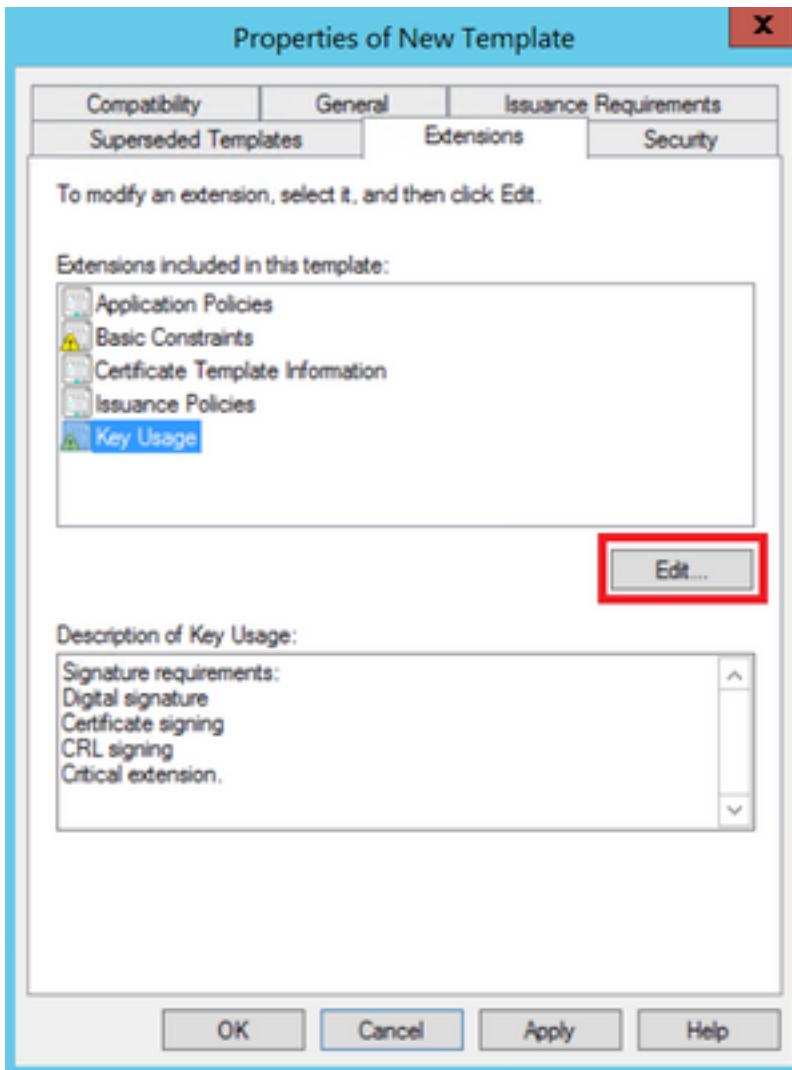 Properties of New Template
x
Compatibility General Issuance Requirements
Superseded Templates Extensions Security
To modify an extension, select it, and then click Edit.
Extensions included in this template:
Application Policies
Basic Constraints
Certificate Template Information
Issuance Policies
Key Usage
Edit...
Description of Key Usage:
Signature requirements:
Digital signature
Certificate signing
CRL signing
Critical extension.
OK Cancel Apply Help